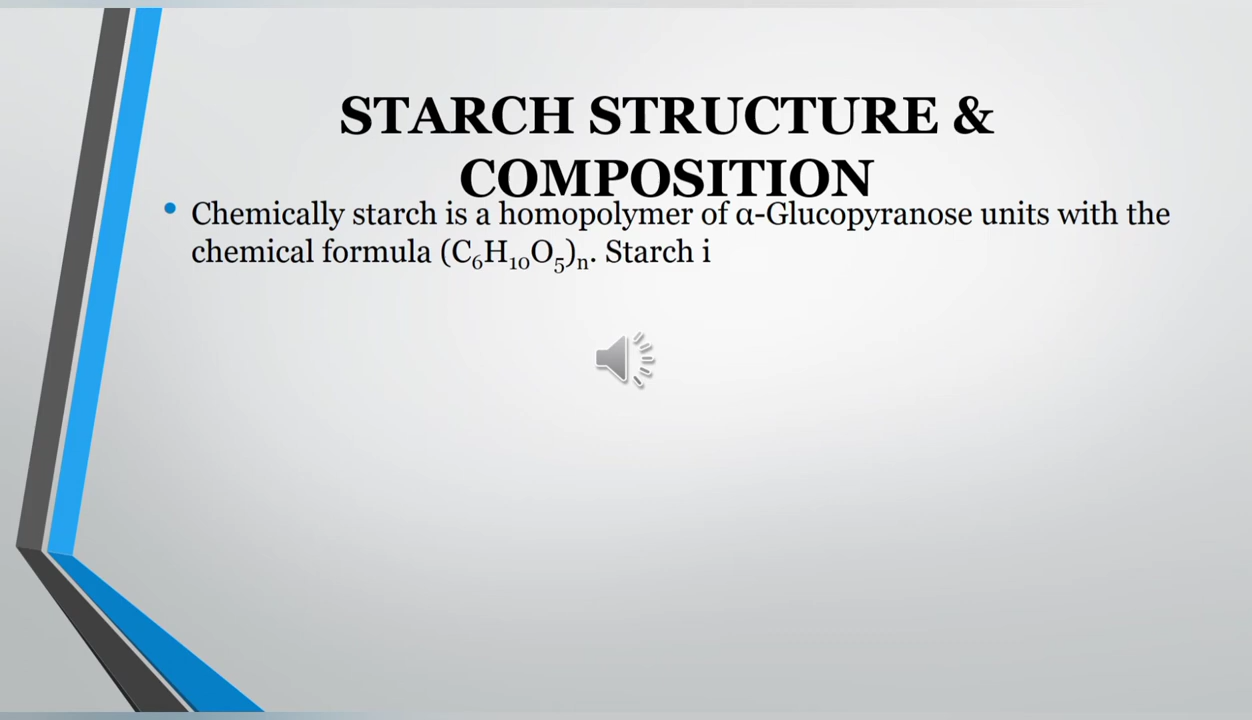 STARCH STRUCTURE &
COMPOSITION
• Chemically starch is a homopolymer of α-Glucopyranose units with the
chemical formula (C₆H₁₀O₅)ₙ. Starch i